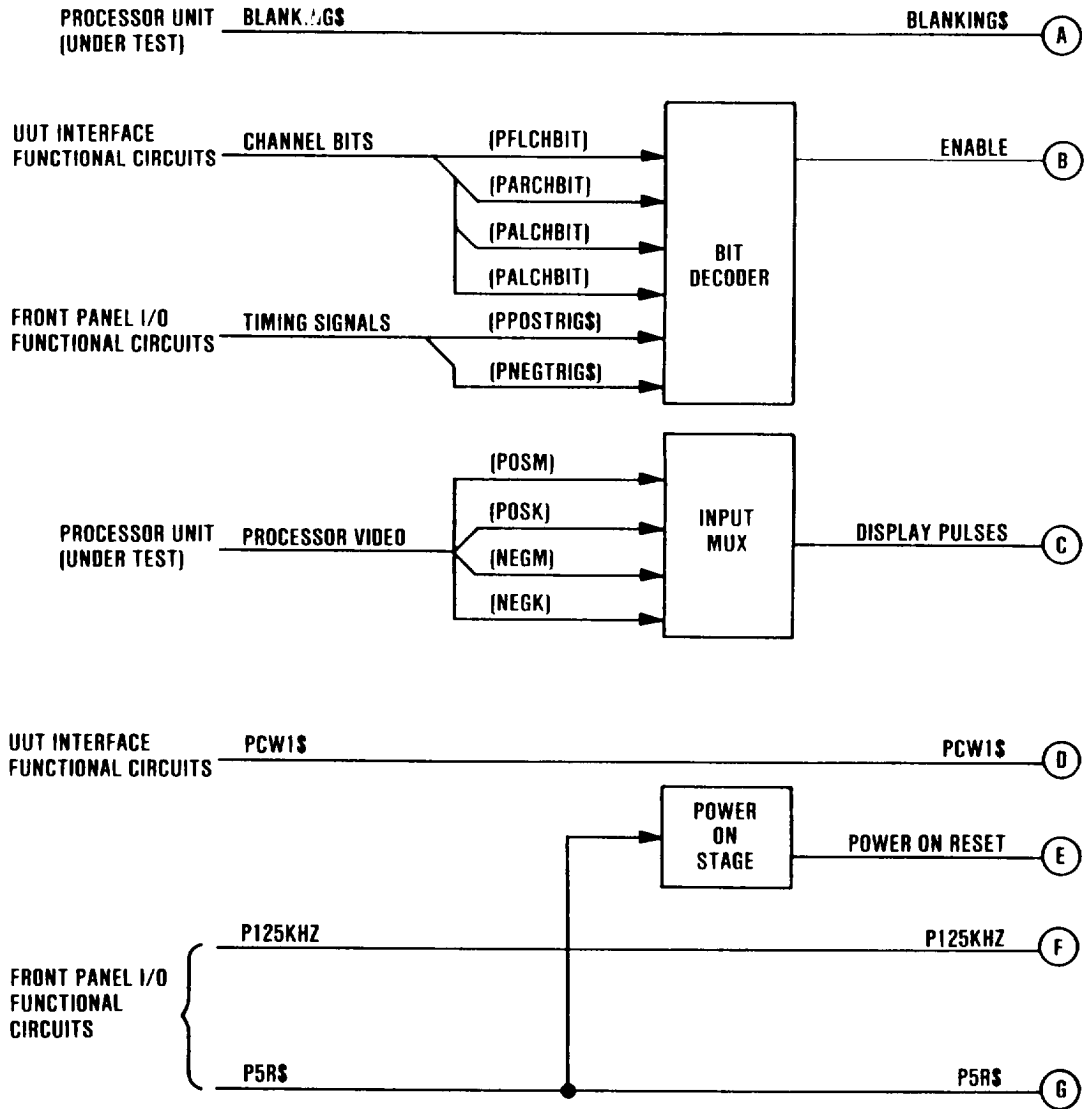 PROCESSOR UNIT
(UNDER TEST)
BLANKING$
A
UUT INTERFACE
FUNCTIONAL CIRCUITS
CHANNEL BITS
(PFLCHBIT)
(PARCHBIT)
(PALCHBIT)
(PALCHBIT)
FRONT PANEL I/O
FUNCTIONAL CIRCUITS
TIMING SIGNALS
(PPOSTRIG$)
(PNEGTRIG$)
BIT
DECODER
ENABLE
B
PROCESSOR UNIT
(UNDER TEST)
PROCESSOR VIDEO
(POSM)
(POSK)
(NEGM)
(NEGK)
INPUT
MUX
DISPLAY PULSES
C
UUT INTERFACE
FUNCTIONAL CIRCUITS
PCW1$
PCW1$
D
POWER
ON
STAGE
POWER ON RESET
E
FRONT PANEL I/O
FUNCTIONAL
CIRCUITS
P125KHZ
P125KHZ
F
P5R$
P5R$
G